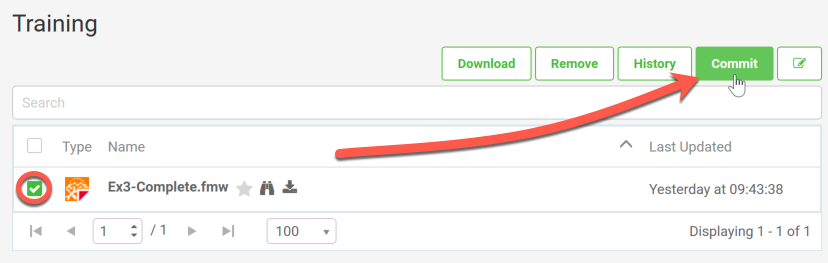 Training
Download Remove History Commit
Search
Type Name Last Updated
Ex3-Complete.fmw Yesterday at 09:43:38
1 / 1 100 Displaying 1 - 1 of 1